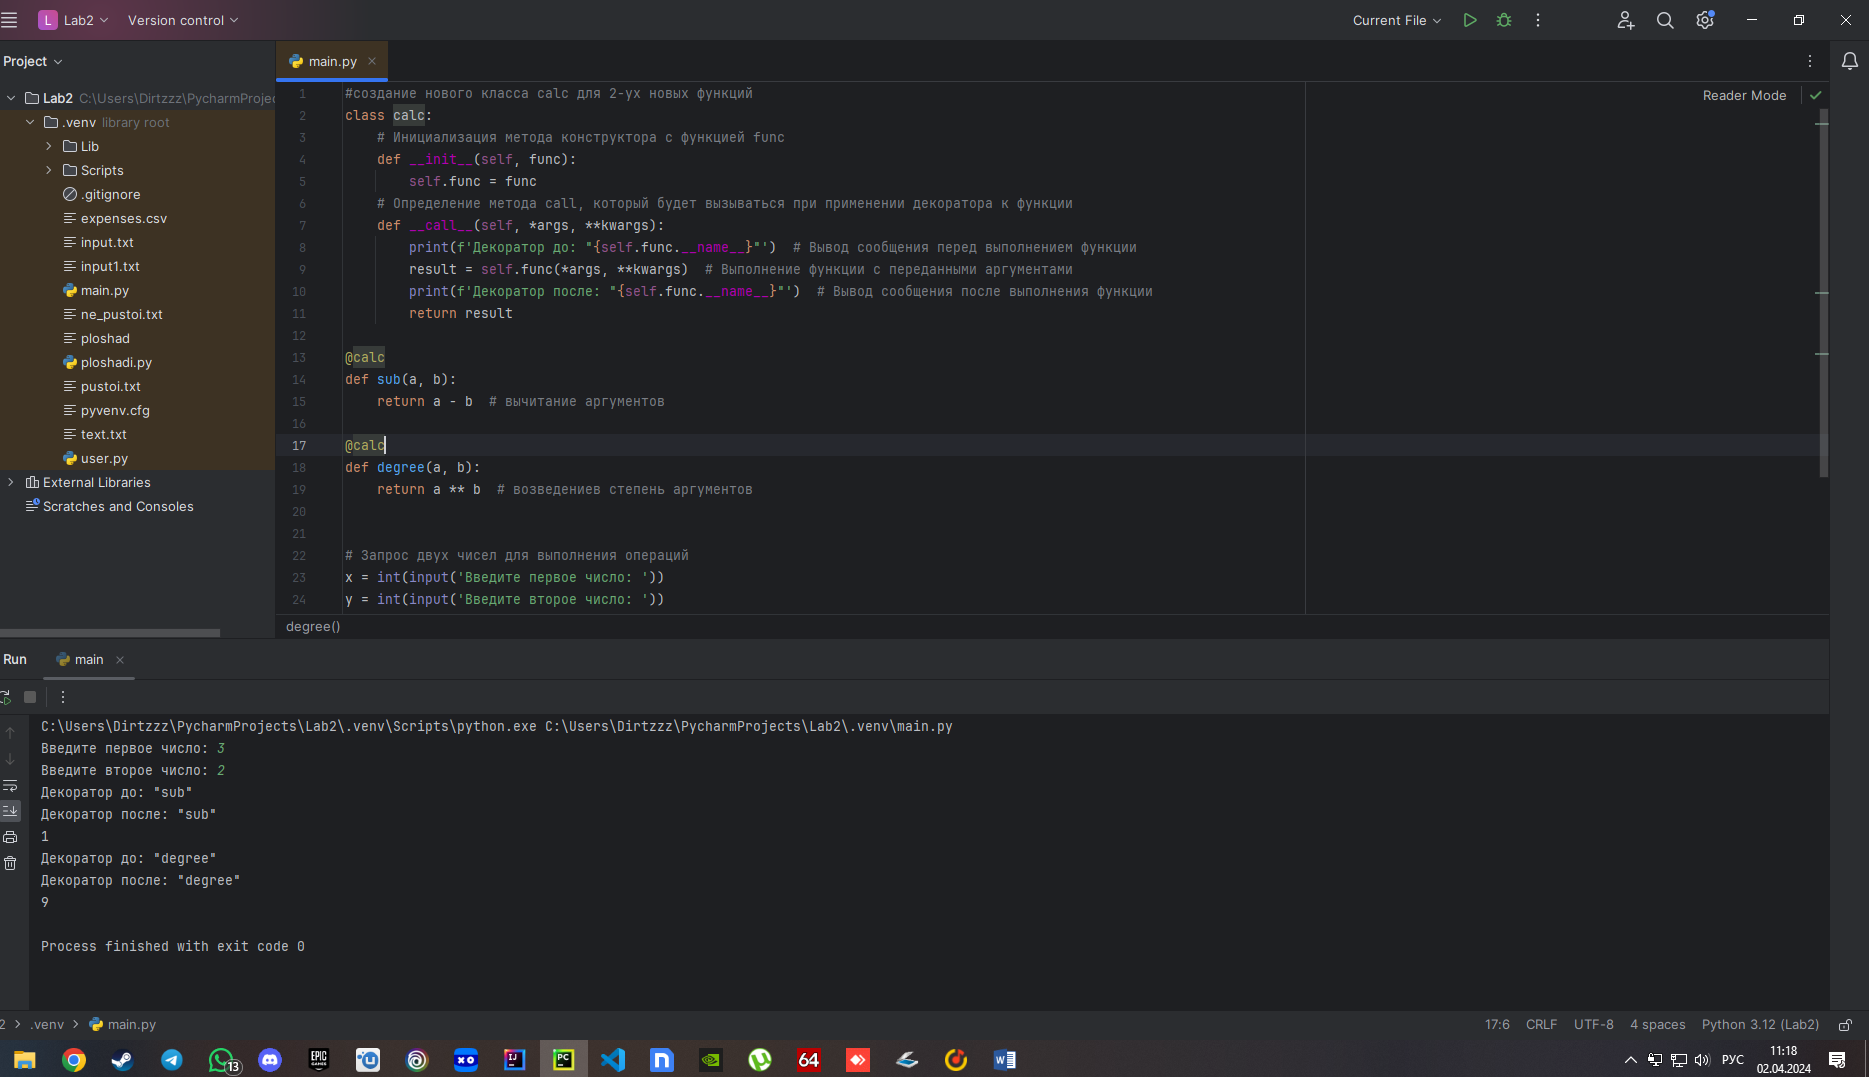 L Lab2 Version control Current File
Project
main.py
Lab2 C:\Users\Dirtzzz\PycharmProjec
.venv library root
Lib
Scripts
.gitignore
expenses.csv
input.txt
input1.txt
main.py
ne_pustoi.txt
ploshad
ploshadi.py
pustoi.txt
pyvenv.cfg
text.txt
user.py
External Libraries
Scratches and Consoles
Reader Mode
1 #создание нового класса calc для 2-ух новых функций
2 class calc:
3     # Инициализация метода конструктора с функцией func
4     def __init__(self, func):
5         self.func = func
6     # Определение метода call, который будет вызываться при применении декоратора к функции
7     def __call__(self, *args, **kwargs):
8         print(f'Декоратор до: "{self.func.__name__}"')  # Вывод сообщения перед выполнением функции
9         result = self.func(*args, **kwargs)  # Выполнение функции с переданными аргументами
10         print(f'Декоратор после: "{self.func.__name__}"')  # Вывод сообщения после выполнения функции
11         return result
12
13 @calc
14 def sub(a, b):
15     return a - b  # вычитание аргументов
16
17 @calc
18 def degree(a, b):
19     return a ** b  # возведениев степень аргументов
20
21
22 # Запрос двух чисел для выполнения операций
23 x = int(input('Введите первое число: '))
24 y = int(input('Введите второе число: '))
degree()
Run main
C:\Users\Dirtzzz\PycharmProjects\Lab2\.venv\Scripts\python.exe C:\Users\Dirtzzz\PycharmProjects\Lab2\.venv\main.py
Введите первое число: 3
Введите второе число: 2
Декоратор до: "sub"
Декоратор после: "sub"
1
Декоратор до: "degree"
Декоратор после: "degree"
9
Process finished with exit code 0
2 > .venv > main.py 17:6 CRLF UTF-8 4 spaces Python 3.12 (Lab2)
13 EPIC GAMES XO IJ PC 64 W РУС
11:18
02.04.2024